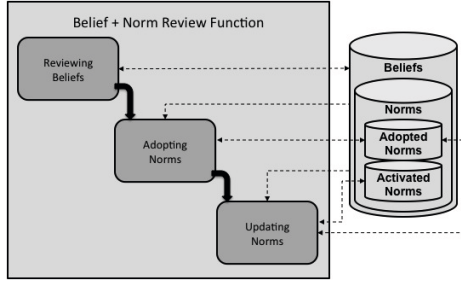 Belief + Norm Review Function
Reviewing
Beliefs
Adopting
Norms
Updating
Norms
Beliefs
Norms
Adopted
Norms
Activated
Norms